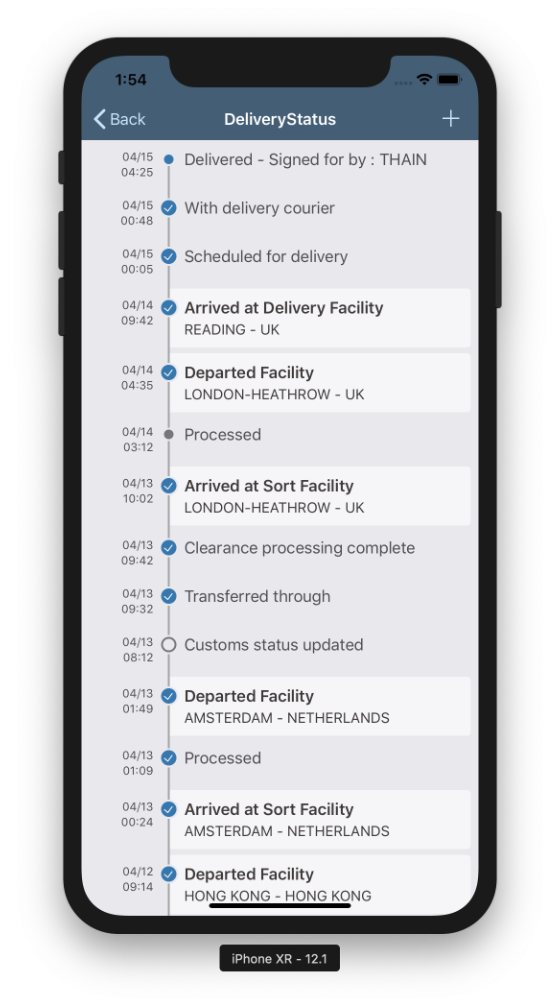 1:54
Back
DeliveryStatus
04/15
04:25
Delivered - Signed for by : THAIN
04/15
00:48
With delivery courier
04/15
00:05
Scheduled for delivery
04/14
09:42
Arrived at Delivery Facility
READING - UK
04/14
04:35
Departed Facility
LONDON-HEATHROW - UK
04/14
03:12
Processed
04/13
10:02
Arrived at Sort Facility
LONDON-HEATHROW - UK
04/13
09:42
Clearance processing complete
04/13
09:32
Transferred through
04/13
08:12
Customs status updated
04/13
01:49
Departed Facility
AMSTERDAM - NETHERLANDS
04/13
01:09
Processed
04/13
00:24
Arrived at Sort Facility
AMSTERDAM - NETHERLANDS
04/12
09:14
Departed Facility
HONG KONG - HONG KONG
iPhone XR - 12.1